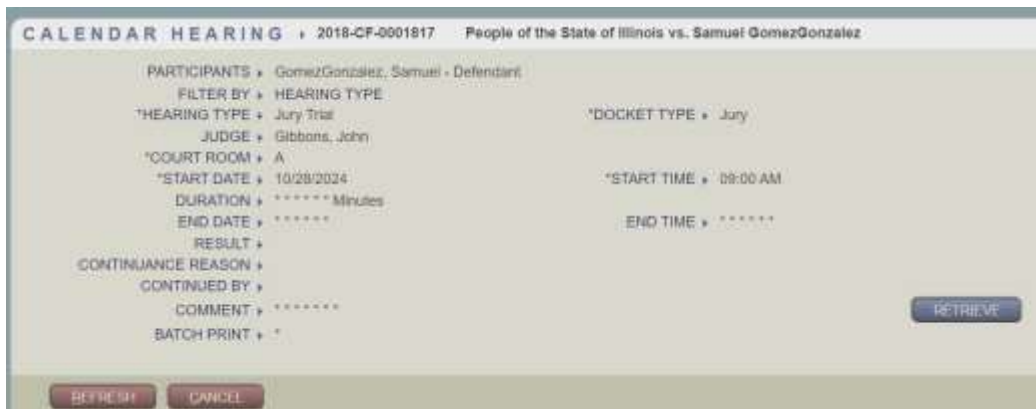 CALENDAR HEARING ▸ 2018-CF-0001817 People of the State of Illinois vs. Samuel GomezGonzalez
PARTICIPANTS ▸ GomezGonzalez, Samuel - Defendant
FILTER BY ▸ HEARING TYPE
*HEARING TYPE ▸ Jury Trial *DOCKET TYPE ▸ Jury
JUDGE ▸ Gibbons, John
*COURT ROOM ▸ A
*START DATE ▸ 10/28/2024 *START TIME ▸ 09:00 AM
DURATION ▸ ****** Minutes
END DATE ▸ ****** END TIME ▸ ******
RESULT ▸
CONTINUANCE REASON ▸
CONTINUED BY ▸
COMMENT ▸ *******
RETRIEVE
BATCH PRINT ▸ *
REFRESH CANCEL